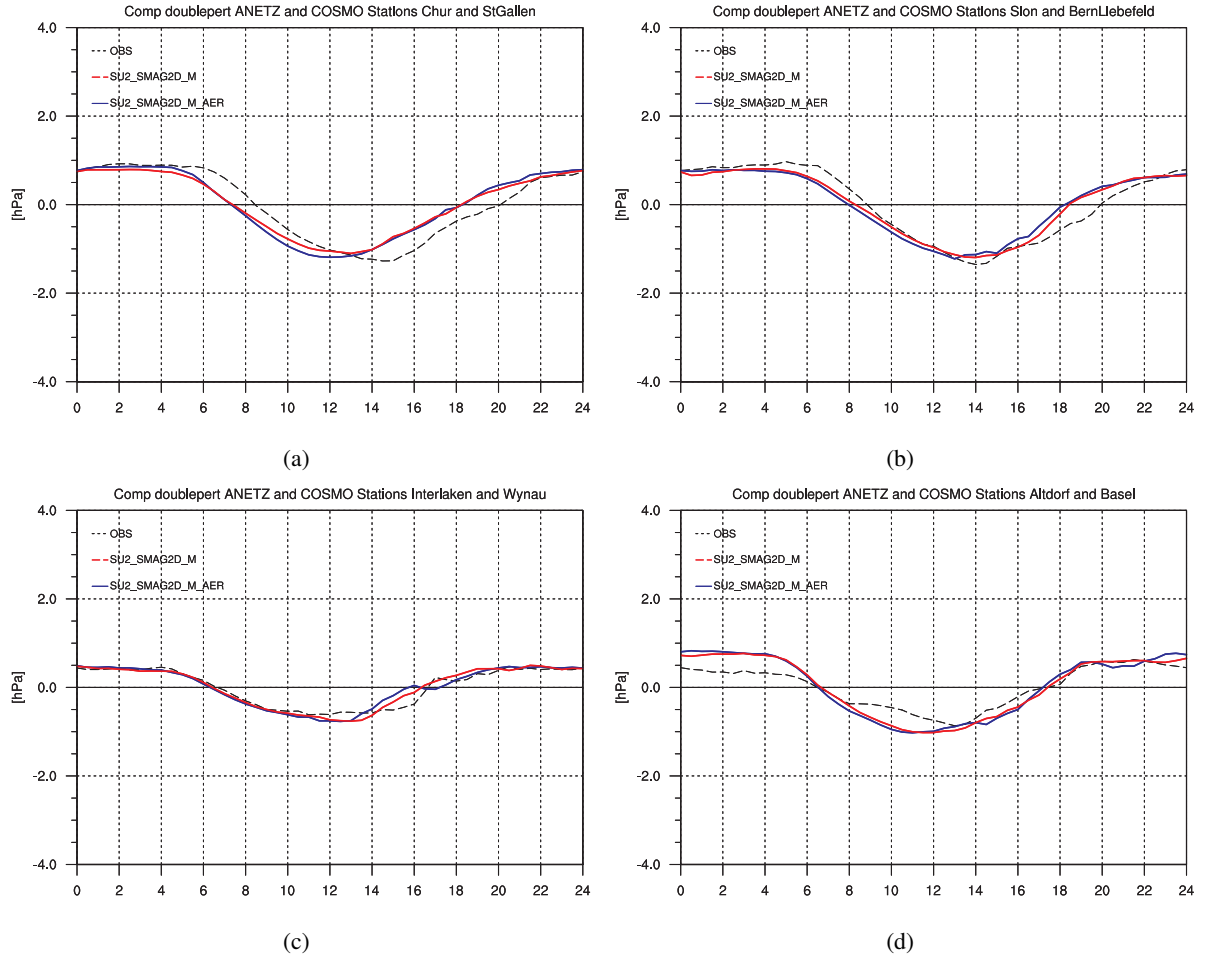 Comp doublepert ANETZ and COSMO Stations Chur and StGallen
4.0
2.0
0.0
-2.0
-4.0
[hPa]
OBS
SU2_SMAG2D_M
SU2_SMAG2D_M_AER
0 2 4 6 8 10 12 14 16 18 20 22 24
(a)
Comp doublepert ANETZ and COSMO Stations SIon and BernLIebefeld
4.0
2.0
0.0
-2.0
-4.0
[hPa]
OBS
SU2_SMAG2D_M
SU2_SMAG2D_M_AER
0 2 4 6 8 10 12 14 16 18 20 22 24
(b)
Comp doublepert ANETZ and COSMO Stations Interlaken and Wynau
4.0
2.0
0.0
-2.0
-4.0
[hPa]
OBS
SU2_SMAG2D_M
SU2_SMAG2D_M_AER
0 2 4 6 8 10 12 14 16 18 20 22 24
(c)
Comp doublepert ANETZ and COSMO Stations Altdorf and Basel
4.0
2.0
0.0
-2.0
-4.0
[hPa]
OBS
SU2_SMAG2D_M
SU2_SMAG2D_M_AER
0 2 4 6 8 10 12 14 16 18 20 22 24
(d)